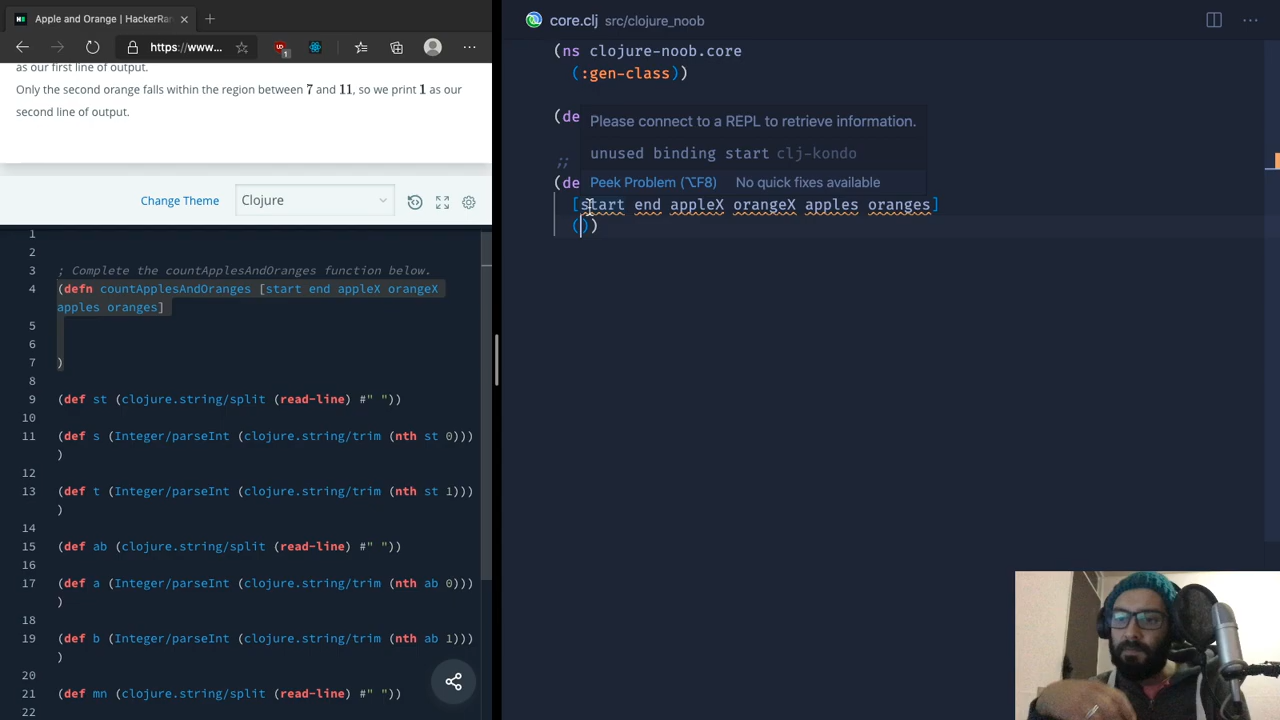 Apple and Orange | HackerRan
https://www...
1
as our first line of output.
Only the second orange falls within the region between 7 and 11, so we print 1 as our
second line of output.
Change Theme
Clojure
1
2
3 ; Complete the countApplesAndOranges function below.
4 (defn countApplesAndOranges [start end appleX orangeX
apples oranges]
5
6
7 )
8
9 (def st (clojure.string/split (read-line) #" "))
10
11 (def s (Integer/parseInt (clojure.string/trim (nth st 0)))
)
12
13 (def t (Integer/parseInt (clojure.string/trim (nth st 1)))
)
14
15 (def ab (clojure.string/split (read-line) #" "))
16
17 (def a (Integer/parseInt (clojure.string/trim (nth ab 0)))
)
18
19 (def b (Integer/parseInt (clojure.string/trim (nth ab 1)))
)
20
21 (def mn (clojure.string/split (read-line) #" "))
22
core.clj src/clojure_noob
(ns clojure-noob.core
(:gen-class))
(de
Please connect to a REPL to retrieve information.
unused binding start clj-kondo
;;
(de
Peek Problem (⌥F8) No quick fixes available
[start end appleX orangeX apples oranges]
())